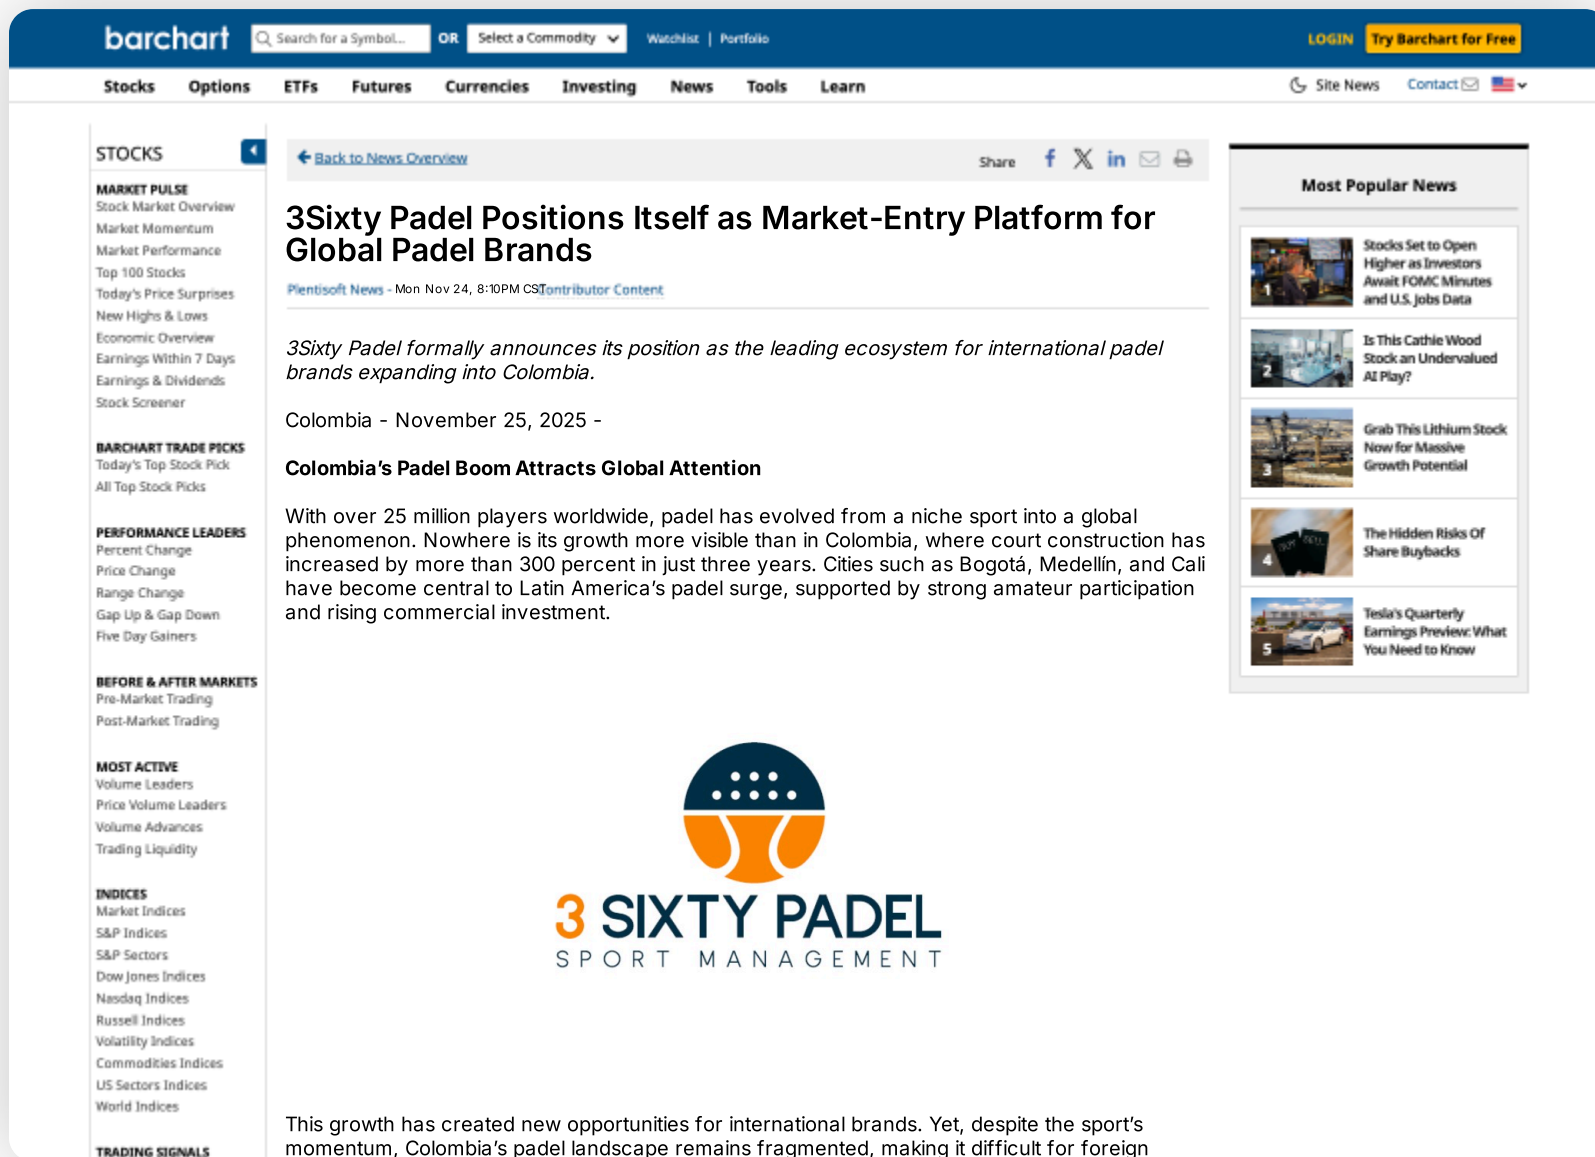 barchart
Search for a Symbol...
OR
Select a Commodity
Watchlist | Portfolio
LOGIN
Try Barchart for Free
Stocks
Options
ETFs
Futures
Currencies
Investing
News
Tools
Learn
Site News
Contact
STOCKS
MARKET PULSE
Stock Market Overview
Market Momentum
Market Performance
Top 100 Stocks
Today's Price Surprises
New Highs & Lows
Economic Overview
Earnings Within 7 Days
Earnings & Dividends
Stock Screener
BARCHART TRADE PICKS
Today's Top Stock Pick
All Top Stock Picks
PERFORMANCE LEADERS
Percent Change
Price Change
Range Change
Gap Up & Gap Down
Five Day Gainers
BEFORE & AFTER MARKETS
Pre-Market Trading
Post-Market Trading
MOST ACTIVE
Volume Leaders
Price Volume Leaders
Volume Advances
Trading Liquidity
INDICES
Market Indices
S&P Indices
S&P Sectors
Dow Jones Indices
Nasdaq Indices
Russell Indices
Volatility Indices
Commodities Indices
US Sectors Indices
World Indices
TRADING SIGNALS
Back to News Overview
Share
3Sixty Padel Positions Itself as Market-Entry Platform for
Global Padel Brands
Plentisoft News - Mon Nov 24, 8:10PM CST Contributor Content
3Sixty Padel formally announces its position as the leading ecosystem for international padel
brands expanding into Colombia.
Colombia - November 25, 2025 -
Colombia’s Padel Boom Attracts Global Attention
With over 25 million players worldwide, padel has evolved from a niche sport into a global
phenomenon. Nowhere is its growth more visible than in Colombia, where court construction has
increased by more than 300 percent in just three years. Cities such as Bogotá, Medellín, and Cali
have become central to Latin America’s padel surge, supported by strong amateur participation
and rising commercial investment.
3 SIXTY PADEL
SPORT MANAGEMENT
This growth has created new opportunities for international brands. Yet, despite the sport’s
momentum, Colombia’s padel landscape remains fragmented, making it difficult for foreign
Most Popular News
1
Stocks Set to Open
Higher as Investors
Await FOMC Minutes
and U.S. Jobs Data
2
Is This Cathie Wood
Stock an Undervalued
AI Play?
3
Grab This Lithium Stock
Now for Massive
Growth Potential
4
The Hidden Risks Of
Share Buybacks
TESLA
5
Tesla's Quarterly
Earnings Preview: What
You Need to Know